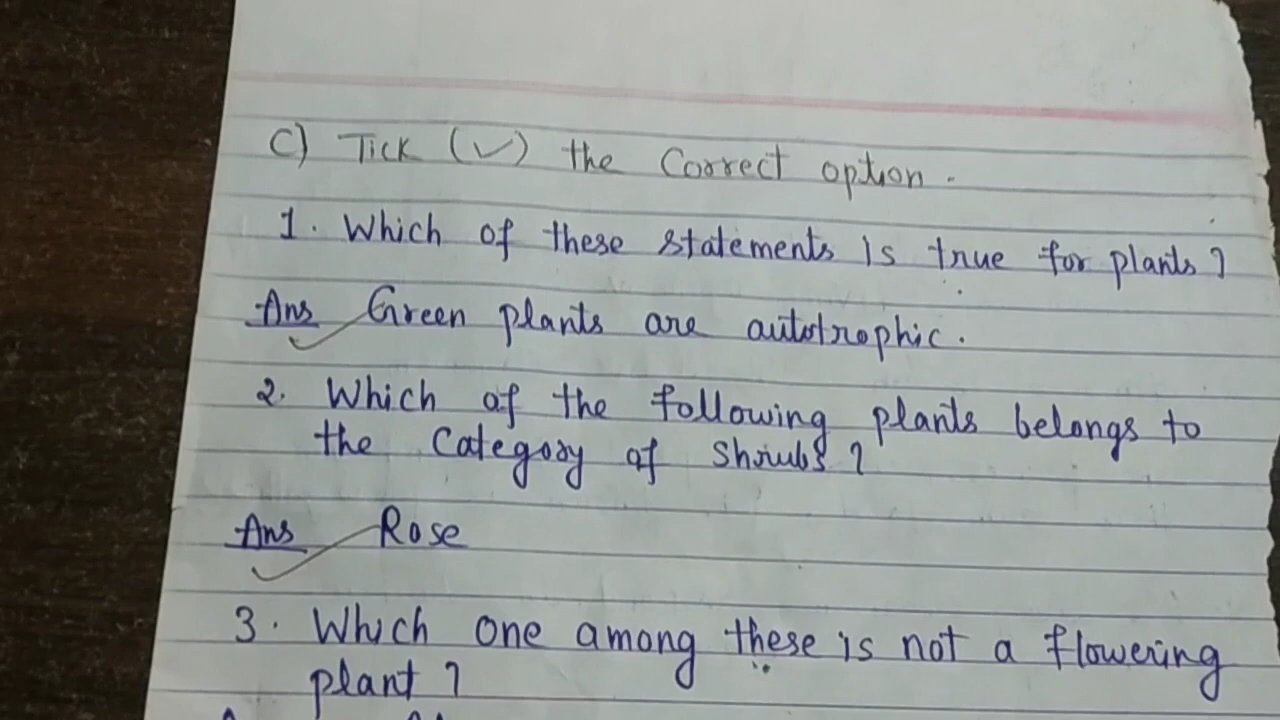 C) Tick (✓) the Correct option.
1. Which of these statements is true for plants?
Ans ✓ Green plants are autotrophic.
2. Which of the following plants belongs to
the Category of Shrubs?
Ans ✓ Rose
3. Which one among these is not a flowering
plant?